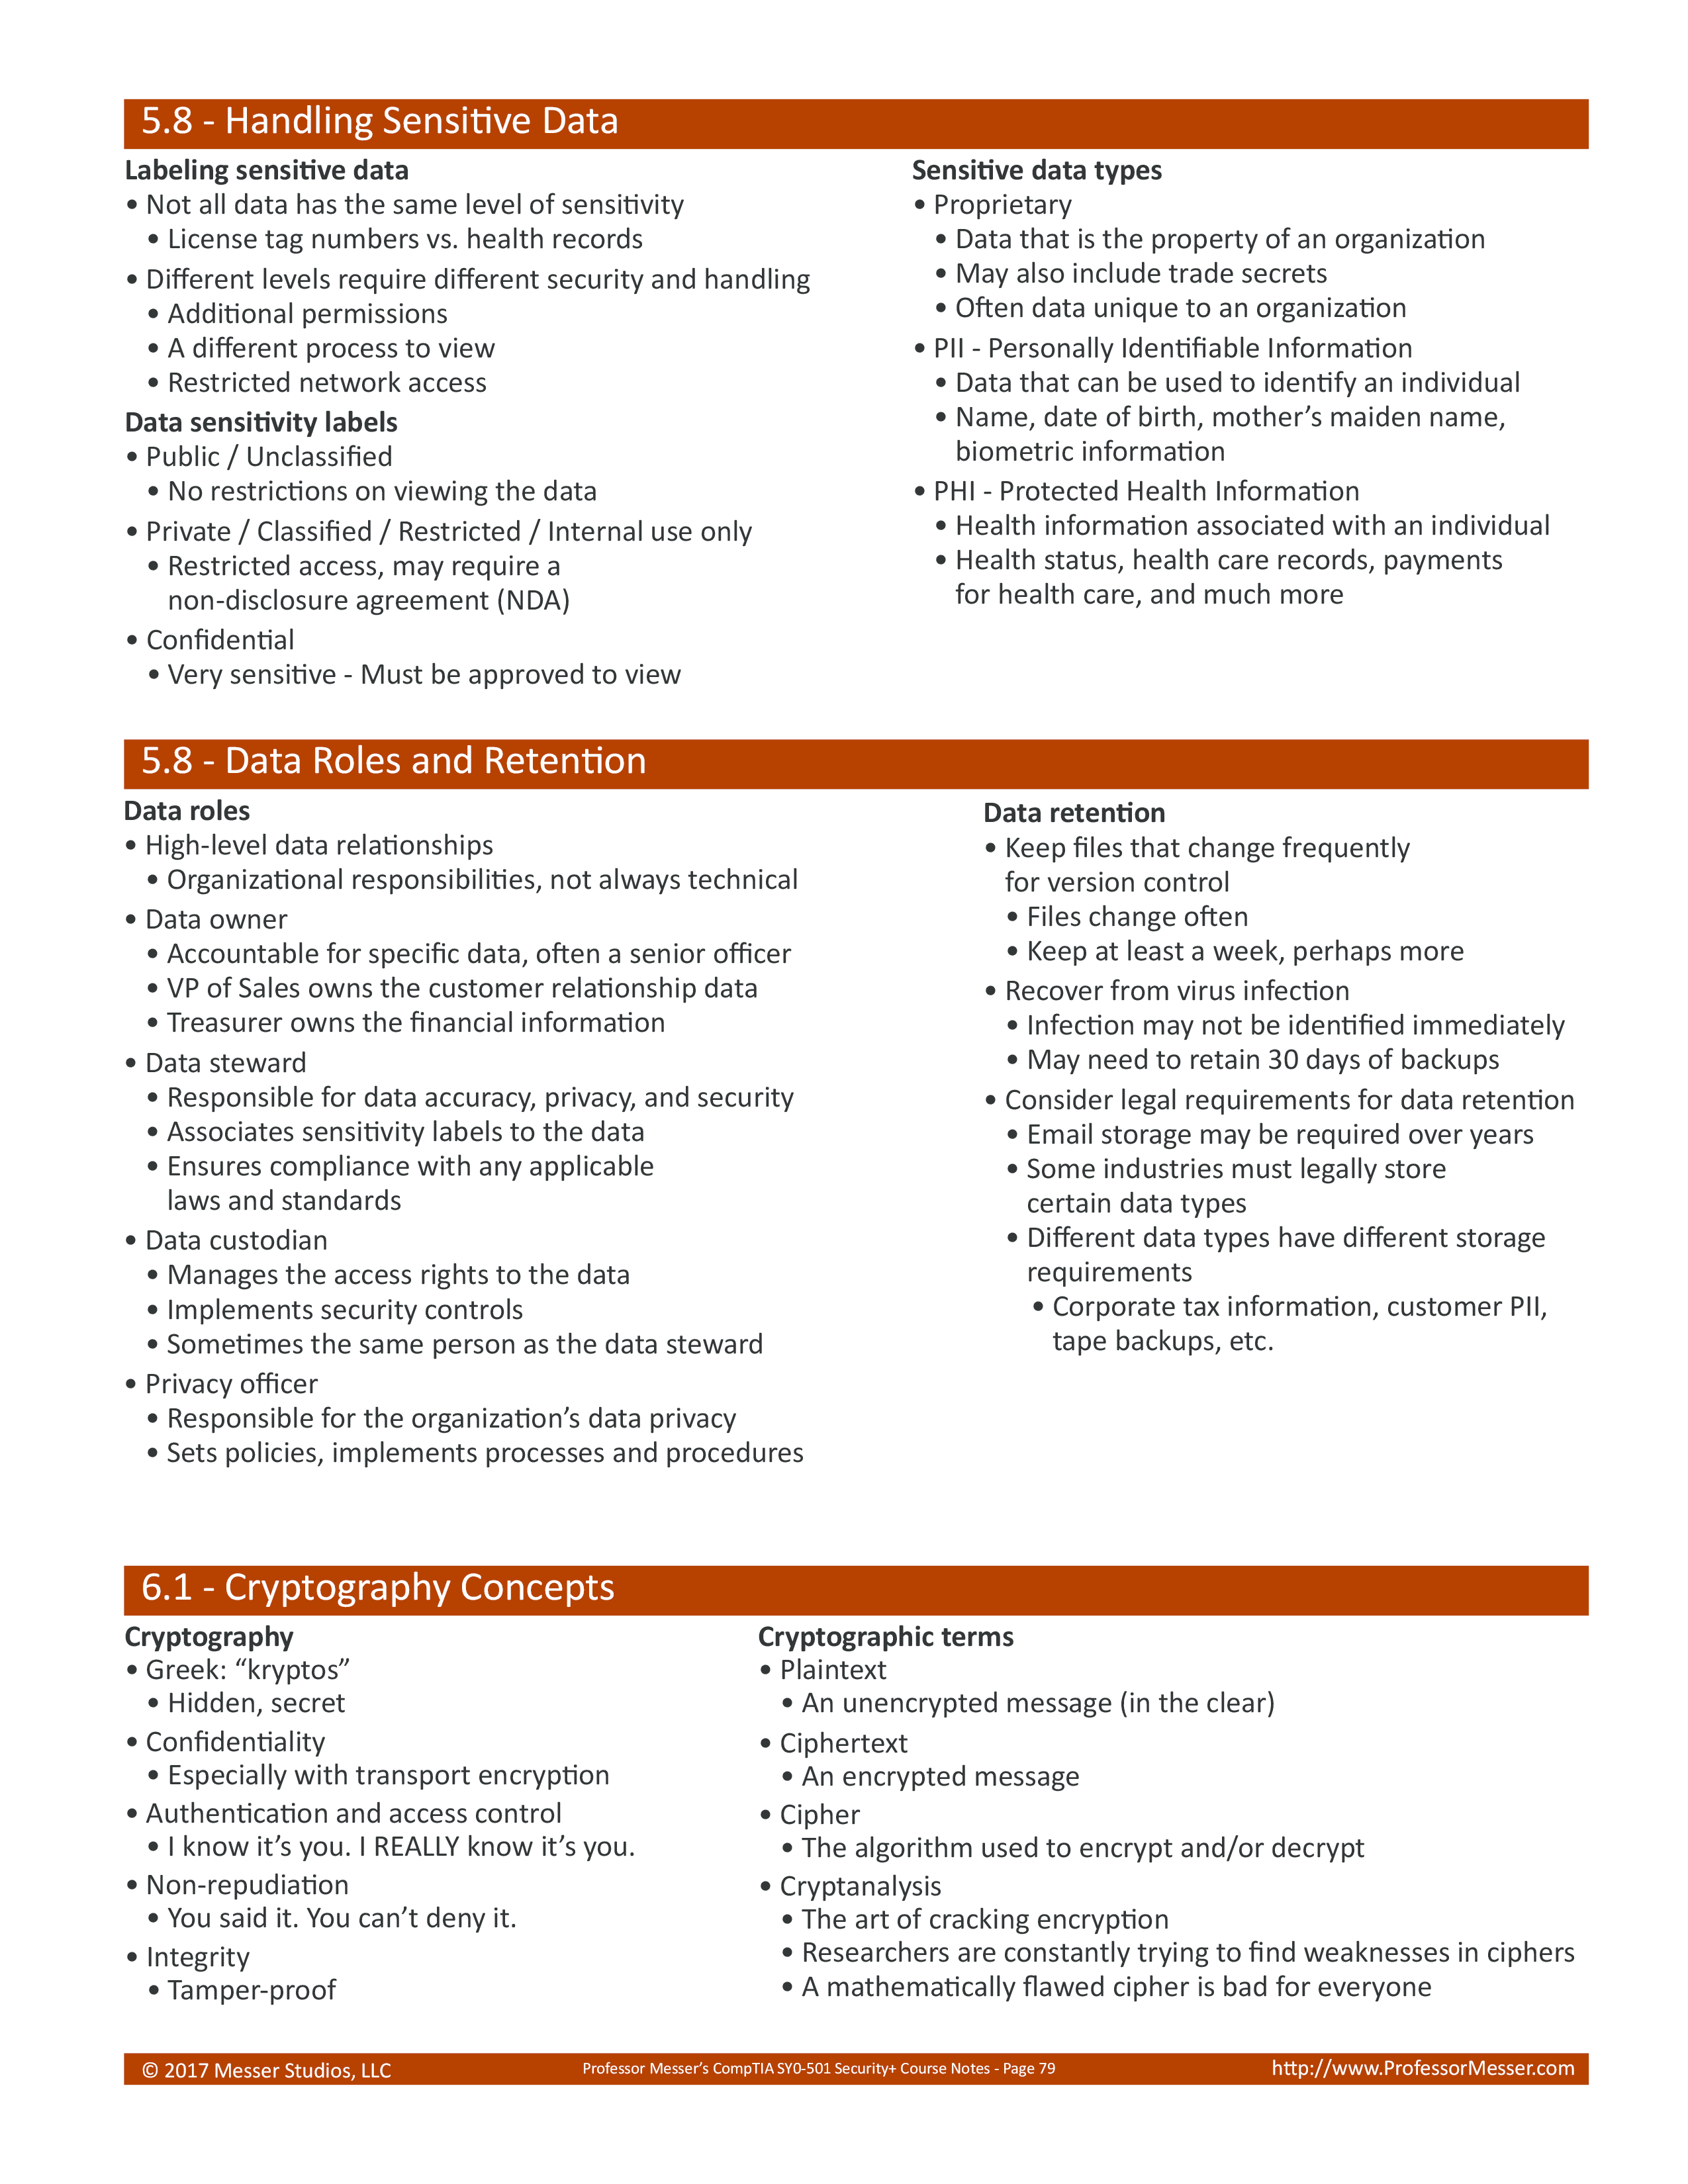 5.8 - Handling Sensitive Data
Labeling sensitive data
• Not all data has the same level of sensitivity
• License tag numbers vs. health records
• Different levels require different security and handling
• Additional permissions
• A different process to view
• Restricted network access
Data sensitivity labels
• Public / Unclassified
• No restrictions on viewing the data
• Private / Classified / Restricted / Internal use only
• Restricted access, may require a
non-disclosure agreement (NDA)
• Confidential
• Very sensitive - Must be approved to view
Sensitive data types
• Proprietary
• Data that is the property of an organization
• May also include trade secrets
• Often data unique to an organization
• PII - Personally Identifiable Information
• Data that can be used to identify an individual
• Name, date of birth, mother’s maiden name,
biometric information
• PHI - Protected Health Information
• Health information associated with an individual
• Health status, health care records, payments
for health care, and much more
5.8 - Data Roles and Retention
Data roles
• High-level data relationships
• Organizational responsibilities, not always technical
• Data owner
• Accountable for specific data, often a senior officer
• VP of Sales owns the customer relationship data
• Treasurer owns the financial information
• Data steward
• Responsible for data accuracy, privacy, and security
• Associates sensitivity labels to the data
• Ensures compliance with any applicable
laws and standards
• Data custodian
• Manages the access rights to the data
• Implements security controls
• Sometimes the same person as the data steward
• Privacy officer
• Responsible for the organization’s data privacy
• Sets policies, implements processes and procedures
Data retention
• Keep files that change frequently
for version control
• Files change often
• Keep at least a week, perhaps more
• Recover from virus infection
• Infection may not be identified immediately
• May need to retain 30 days of backups
• Consider legal requirements for data retention
• Email storage may be required over years
• Some industries must legally store
certain data types
• Different data types have different storage
requirements
• Corporate tax information, customer PII,
tape backups, etc.
6.1 - Cryptography Concepts
Cryptography
• Greek: “kryptos”
• Hidden, secret
• Confidentiality
• Especially with transport encryption
• Authentication and access control
• I know it’s you. I REALLY know it’s you.
• Non-repudiation
• You said it. You can’t deny it.
• Integrity
• Tamper-proof
Cryptographic terms
• Plaintext
• An unencrypted message (in the clear)
• Ciphertext
• An encrypted message
• Cipher
• The algorithm used to encrypt and/or decrypt
• Cryptanalysis
• The art of cracking encryption
• Researchers are constantly trying to find weaknesses in ciphers
• A mathematically flawed cipher is bad for everyone
© 2017 Messer Studios, LLC
Professor Messer’s CompTIA SY0-501 Security+ Course Notes - Page 79
http://www.ProfessorMesser.com